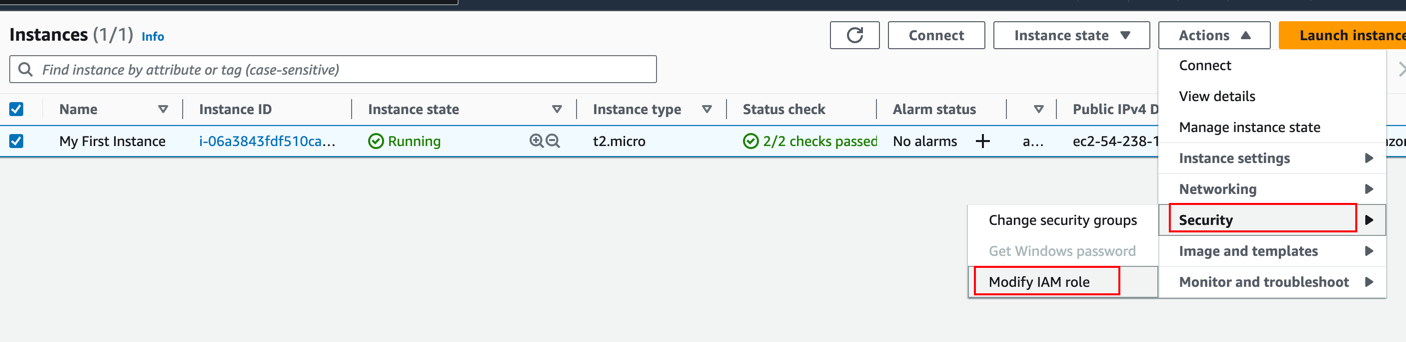 Instances (1/1) Info
Connect
Instance state
Actions
Launch instance
Find instance by attribute or tag (case-sensitive)
Name Instance ID Instance state Instance type Status check Alarm status Public IPv4 D
My First Instance i-06a3843fdf510ca... Running t2.micro 2/2 checks passed No alarms a... ec2-54-238-1
Connect
View details
Manage instance state
Instance settings
Networking
Security
Image and templates
Monitor and troubleshoot
Change security groups
Get Windows password
Modify IAM role